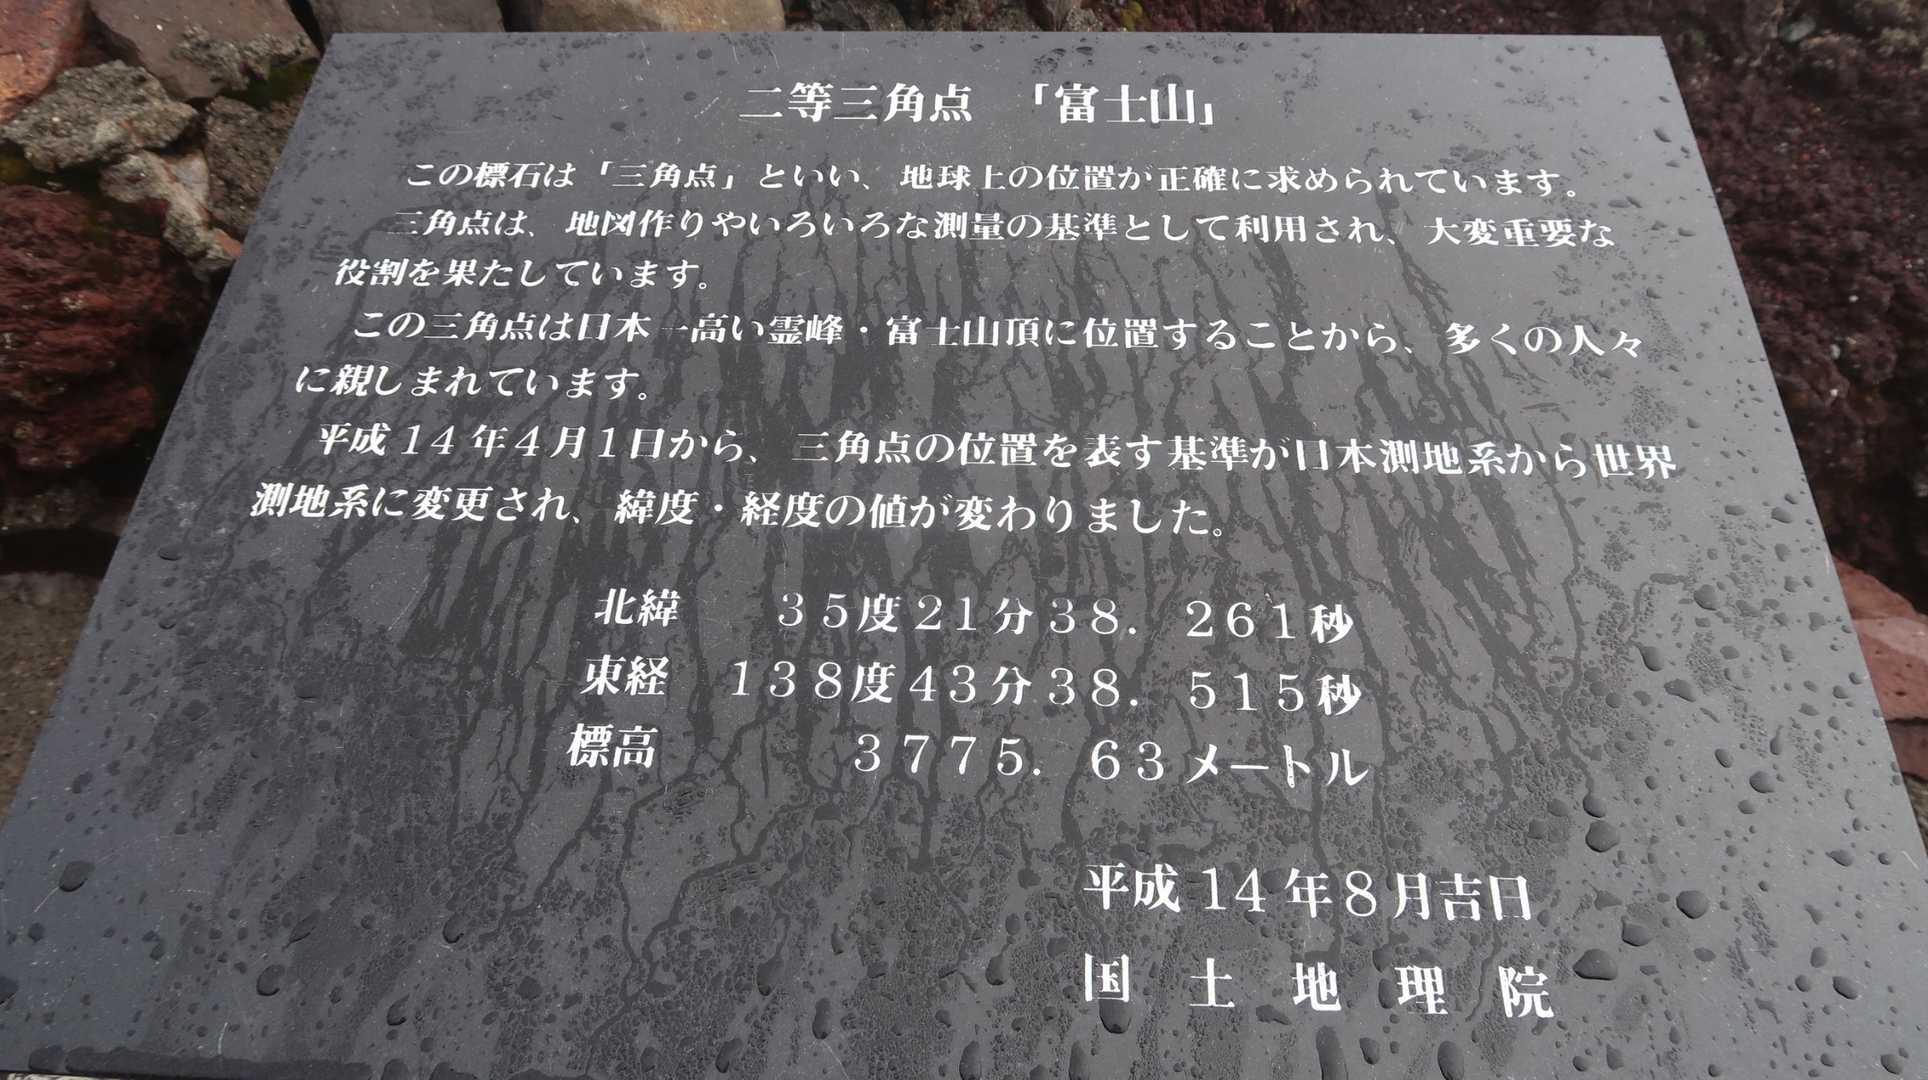 二等三角点　「富士山」
この標石は「三角点」といい、地球上の位置が正確に求められています。
三角点は、地図作りやいろいろな測量の基準として利用され、大変重要な
役割を果たしています。
この三角点は日本一高い霊峰・富士山頂に位置することから、多くの人々
に親しまれています。
平成１４年４月１日から、三角点の位置を表す基準が日本測地系から世界
測地系に変更され、緯度・経度の値が変わりました。
北緯　　３５度２１分３８．２６１秒
東経　１３８度４３分３８．５１５秒
標高　　　　３７７５．６３メートル
平成１４年８月吉日
国　土　地　理　院